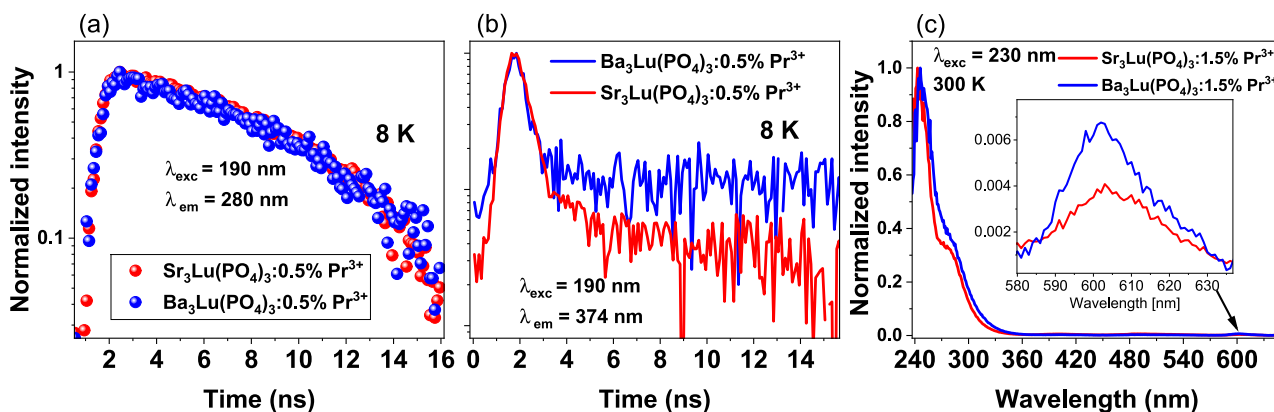 (a)
Normalized intensity
1
0.1
8 K
λexc = 190 nm
λem = 280 nm
Sr₃Lu(PO₄)₃:0.5% Pr³⁺
Ba₃Lu(PO₄)₃:0.5% Pr³⁺
2 4 6 8 10 12 14 16
Time (ns)
(b)
Normalized intensity
Ba₃Lu(PO₄)₃:0.5% Pr³⁺
Sr₃Lu(PO₄)₃:0.5% Pr³⁺
8 K
λexc = 190 nm
λem = 374 nm
0 2 4 6 8 10 12 14
Time (ns)
(c)
Normalized intensity
1.0
0.8
0.6
0.4
0.2
0.0
λexc = 230 nm
300 K
Sr₃Lu(PO₄)₃:1.5% Pr³⁺
Ba₃Lu(PO₄)₃:1.5% Pr³⁺
0.006
0.004
0.002
580 590 600 610 620 630
Wavelength [nm]
240 300 360 420 480 540 600
Wavelength (nm)